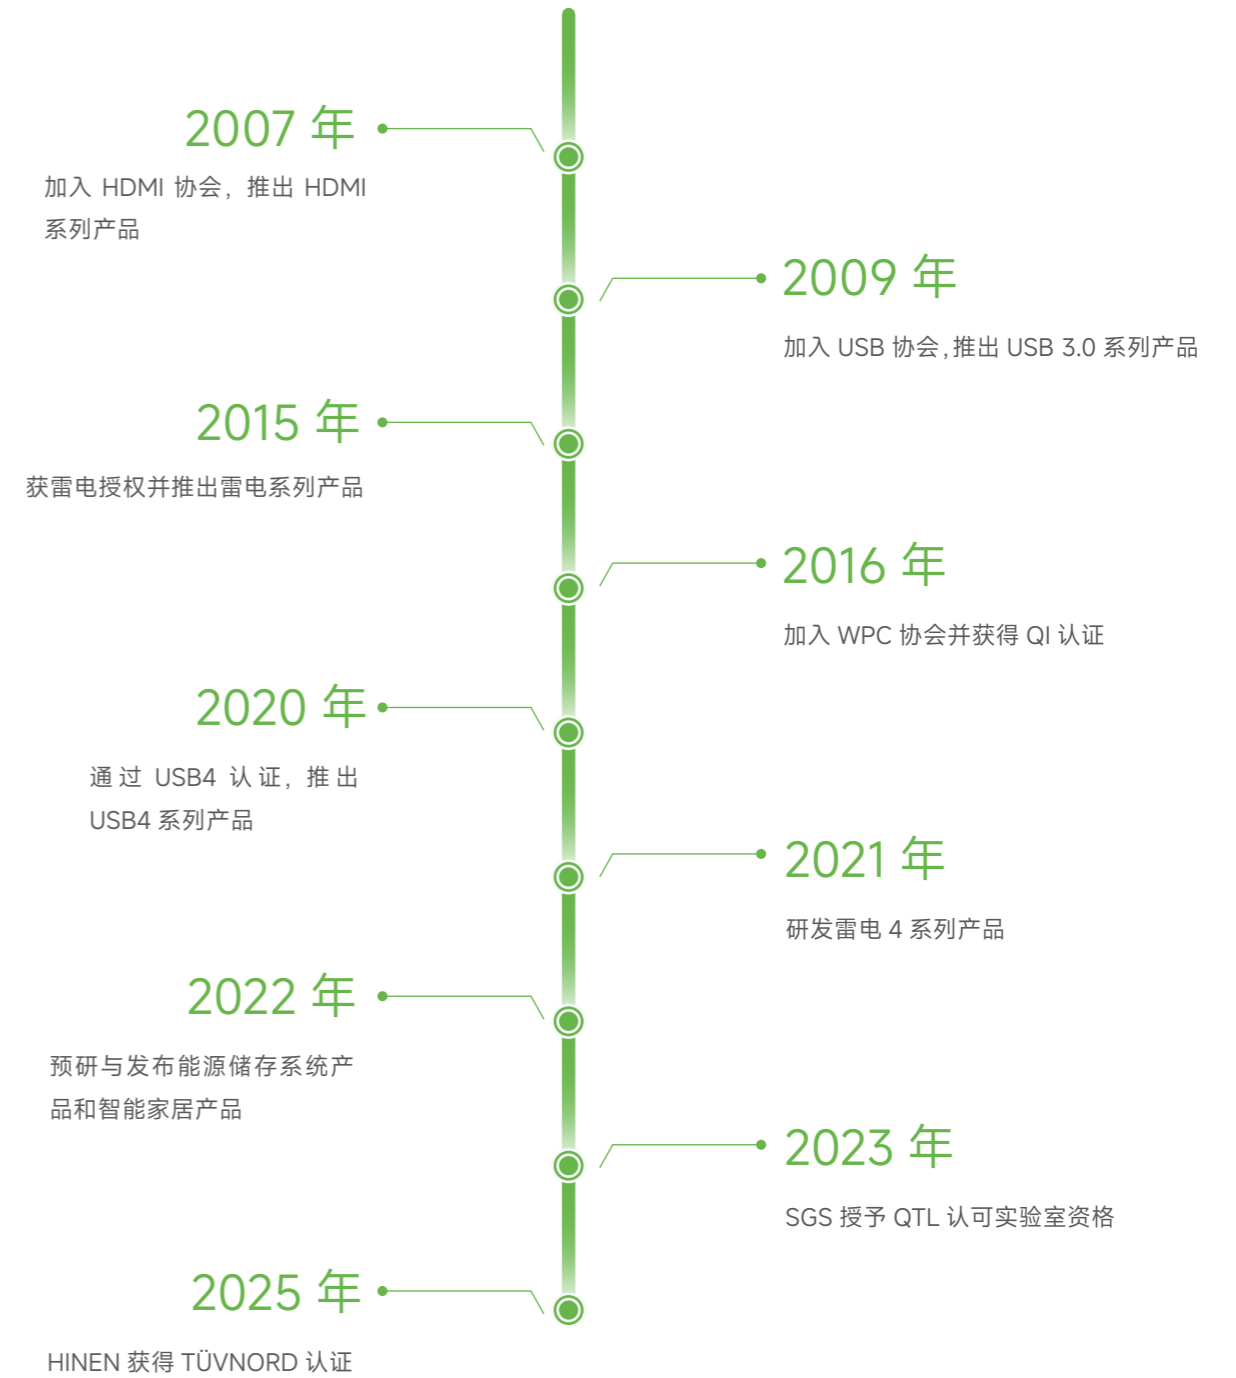 2007 年
加入 HDMI 协会，推出 HDMI
系列产品
2009 年
加入 USB 协会,推出 USB 3.0 系列产品
2015 年
获雷电授权并推出雷电系列产品
2016 年
加入 WPC 协会并获得 QI 认证
2020 年
通过 USB4 认证，推出
USB4 系列产品
2021 年
研发雷电 4 系列产品
2022 年
预研与发布能源储存系统产
品和智能家居产品
2023 年
SGS 授予 QTL 认可实验室资格
2025 年
HINEN 获得 TÜVNORD 认证